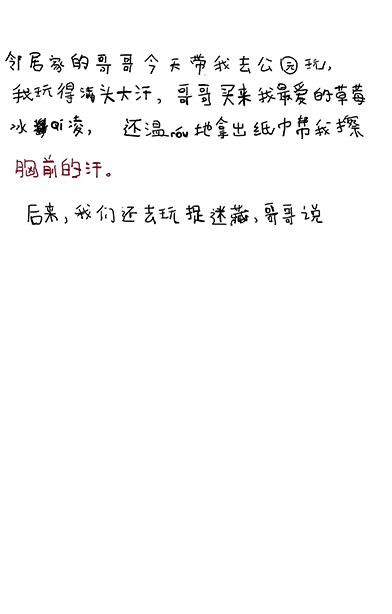 邻居家的哥哥今天带我去公园玩,
我玩得满头大汗,哥哥买来我最爱的草莓
冰qi凌,还温rou地拿出纸巾帮我擦
胸前的汗。
后来,我们还去玩捉迷藏,哥哥说